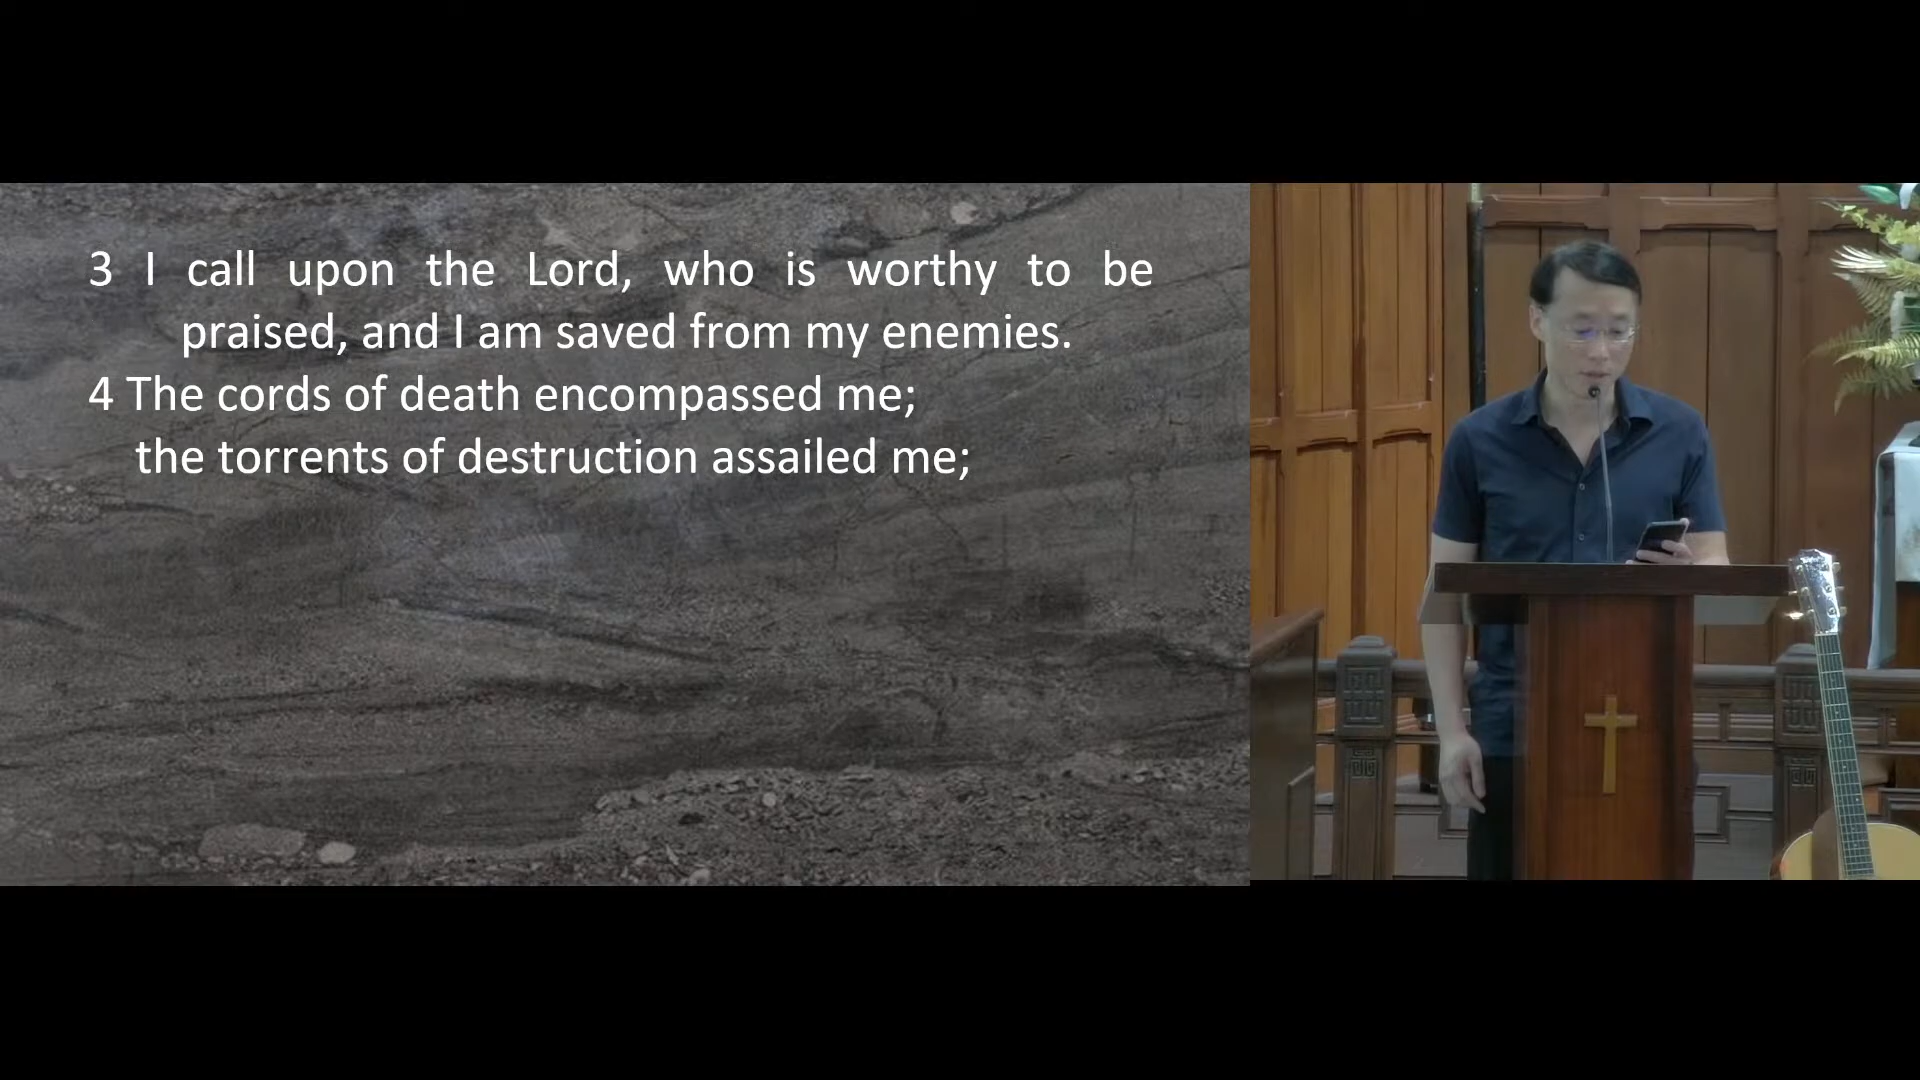 3 I call upon the Lord, who is worthy to be
praised, and I am saved from my enemies.
4 The cords of death encompassed me;
the torrents of destruction assailed me;